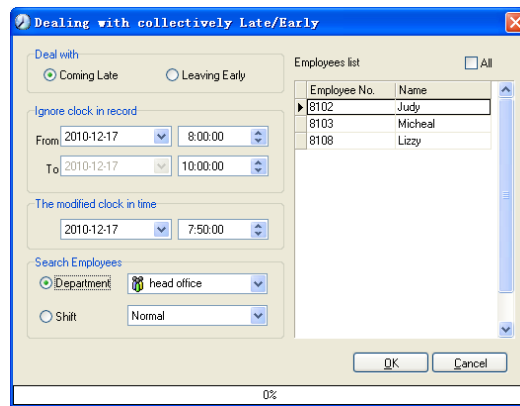 Dealing with collectively Late/Early
Deal with
Coming Late
Leaving Early
Ignore clock in record
From 2010-12-17 8:00:00
To 2010-12-17 10:00:00
The modified clock in time
2010-12-17 7:50:00
Search Employees
Department head office
Shift Normal
Employees list
All
Employee No. Name
8102 Judy
8103 Micheal
8108 Lizzy
OK
Cancel
0%